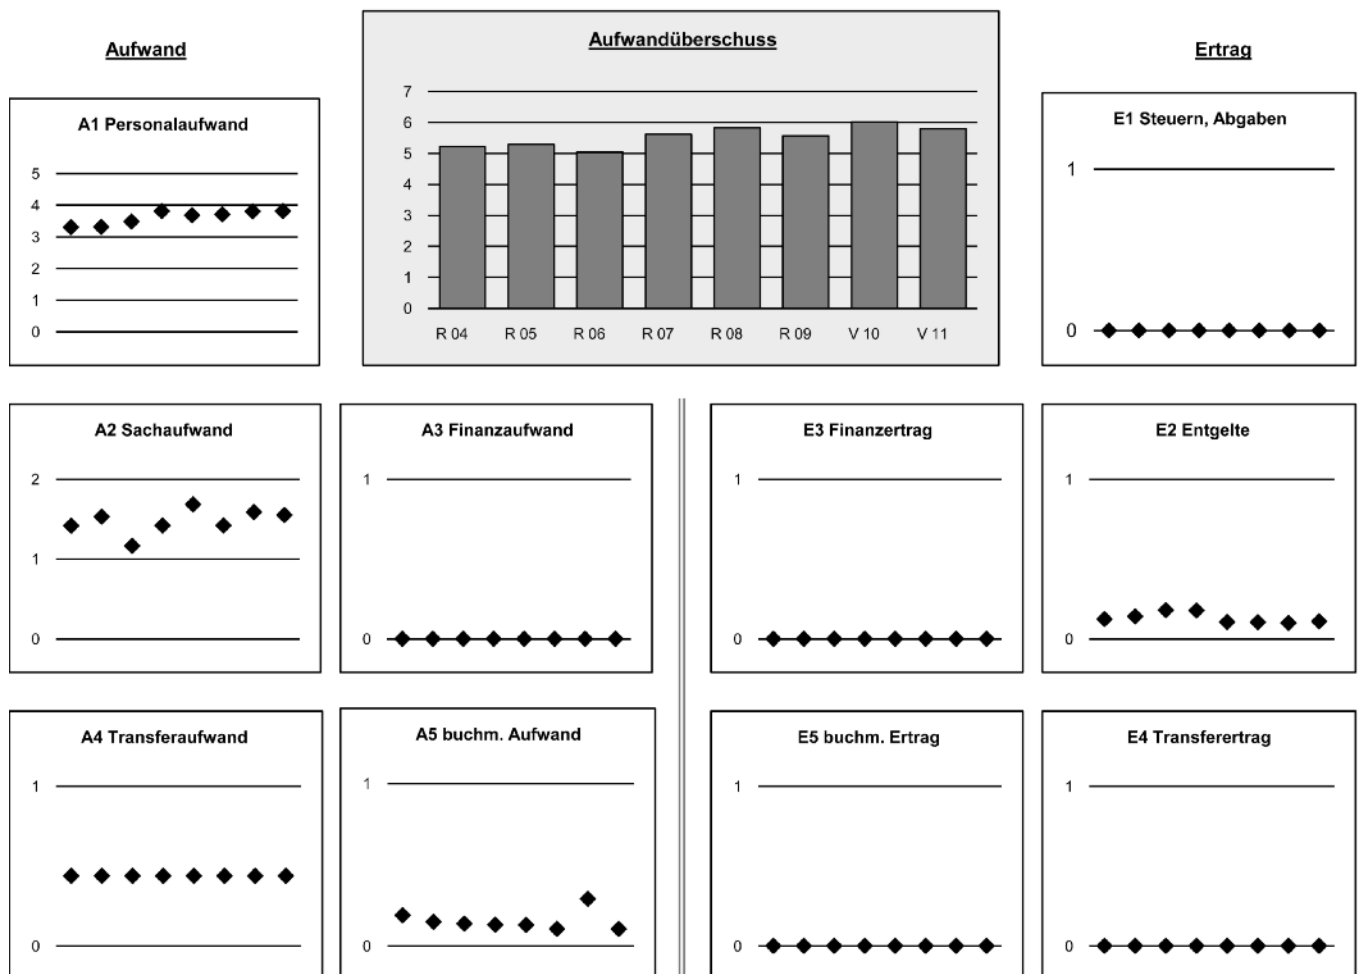 Aufwand
Aufwandüberschuss
Ertrag
A1 Personalaufwand
5
4
3
2
1
0
7
6
5
4
3
2
1
0
R 04 R 05 R 06 R 07 R 08 R 09 V 10 V 11
E1 Steuern, Abgaben
1
0
A2 Sachaufwand
2
1
0
A3 Finanzaufwand
1
0
E3 Finanzertrag
1
0
E2 Entgelte
1
0
A4 Transferaufwand
1
0
A5 buchm. Aufwand
1
0
E5 buchm. Ertrag
1
0
E4 Transferertrag
1
0